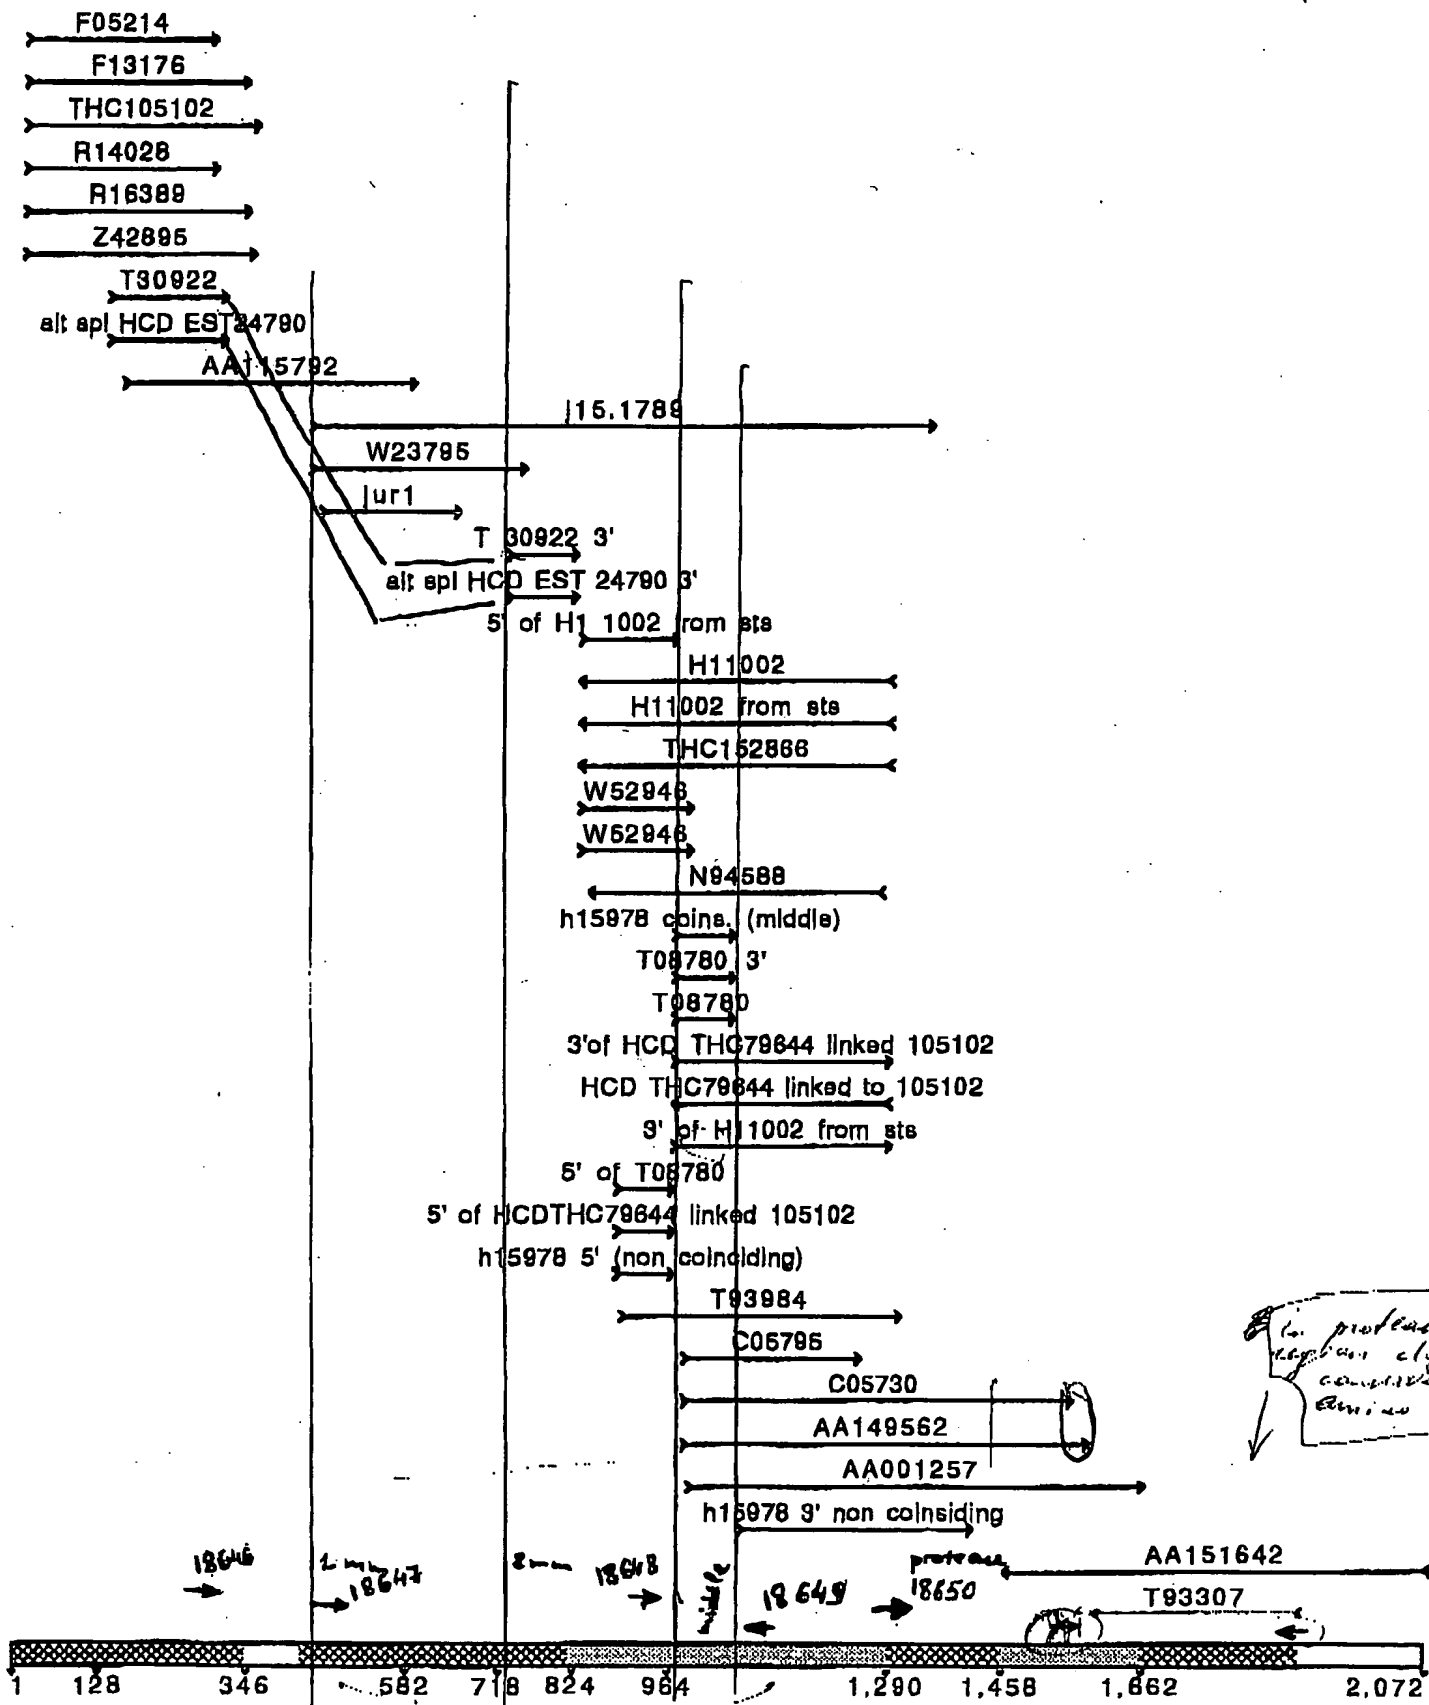 F05214
F13176
THC105102
R14028
R16389
Z42895
T30922
alt spl HCD EST24790
AA115792
j15.1789
W23795
jur1
T 30922 3'
alt spl HCD EST 24790 3'
5' of H1 1002 rom sts
H11002
H11002 from sts
THC152866
W52946
W52946
N94588
h15978 coins. (middle)
T08780 3'
T08780
3'of HCD THC79644 linked 105102
HCD THC79644 linked to 105102
3' of H11002 from sts
5' of T08780
5' of HCDTHC79644 linked 105102
h15978 5' (non coinciding)
T93984
C05795
C05730
AA149562
AA001257
h15978 3' non coinsiding
AA151642
T93307
18646
18647
18648
middle
18649
protease
18650
1 128 346 582 718 824 964 1,290 1,458 1,662 2,072